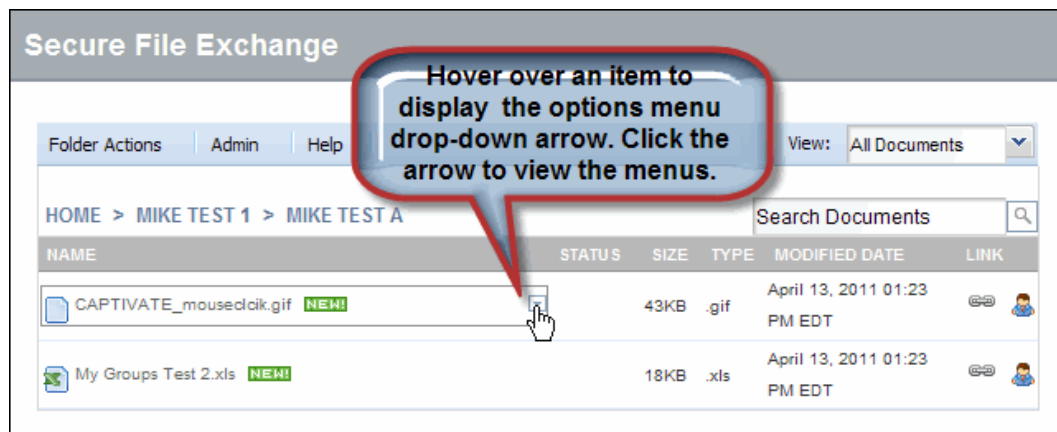 Secure File Exchange
Hover over an item to
display the options menu
drop-down arrow. Click the
arrow to view the menus.
Folder Actions Admin Help View: All Documents
HOME > MIKE TEST 1 > MIKE TEST A Search Documents
NAME STATUS SIZE TYPE MODIFIED DATE LINK
CAPTIVATE_mouseclcik.gif NEW! 43KB .gif April 13, 2011 01:23
PM EDT
My Groups Test 2.xls NEW! 18KB .xls April 13, 2011 01:23
PM EDT